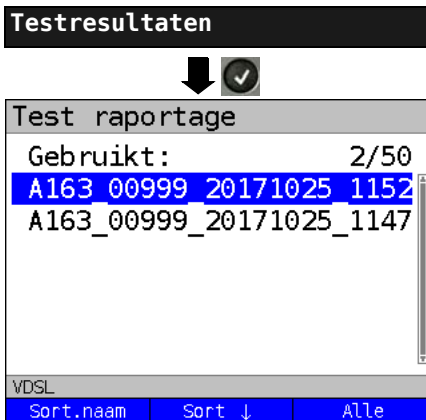 Testresultaten
Test raportage
Gebruikt: 2/50
A163_00999_20171025_1152
A163_00999_20171025_1147
VDSL
Sort.naam Sort ↓ Alle